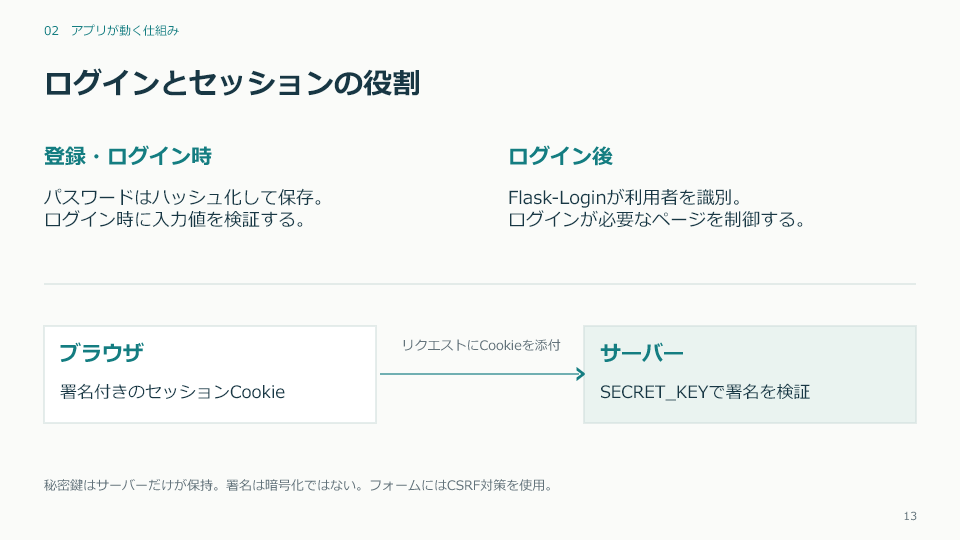 02 アプリが動く仕組み
ログインとセッションの役割
登録・ログイン時
パスワードはハッシュ化して保存。
ログイン時に入力値を検証する。
ログイン後
Flask-Loginが利用者を識別。
ログインが必要なページを制御する。
ブラウザ
署名付きのセッションCookie
リクエストにCookieを添付
サーバー
SECRET_KEYで署名を検証
秘密鍵はサーバーだけが保持。署名は暗号化ではない。フォームにはCSRF対策を使用。
13